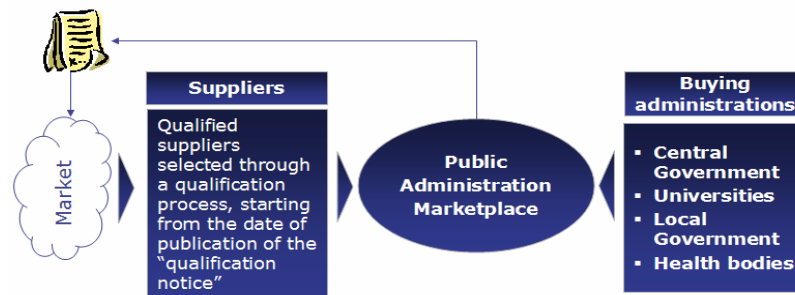 Market
Suppliers
Qualified
suppliers
selected through
a qualification
process, starting
from the date of
publication of the
“qualification
notice”
Public
Administration
Marketplace
Buying
administrations
▪ Central
Government
▪ Universities
▪ Local
Government
▪ Health bodies